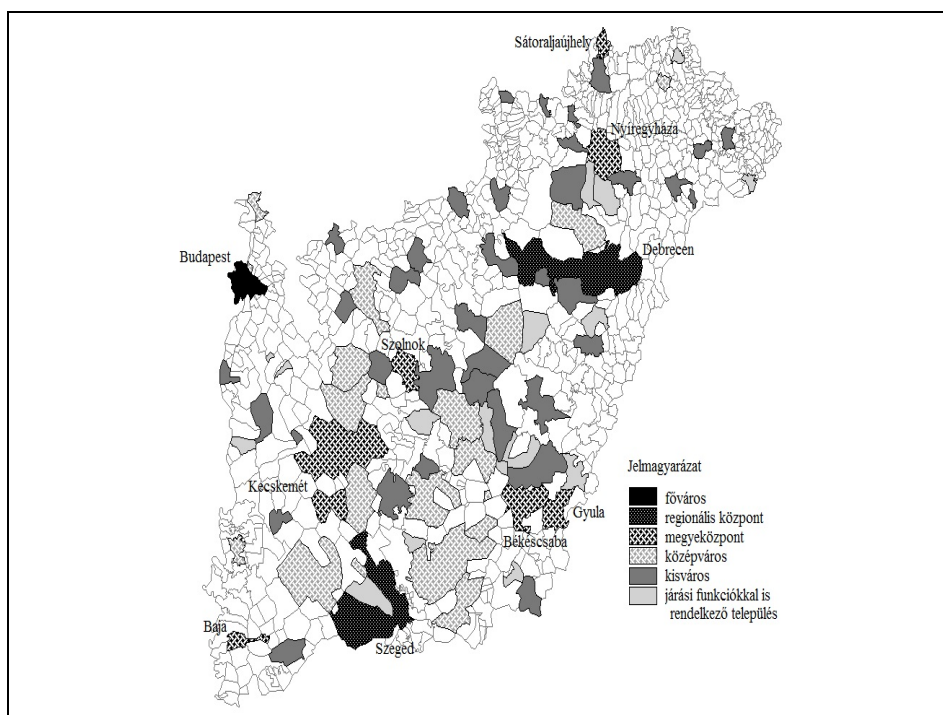 Sátoraljaújhely
Nyíregyháza
Budapest
Debrecen
Szolnok
Kecskemét
Gyula
Békéscsaba
Baja
Szeged
Jelmagyarázat
főváros
regionális központ
megyeközpont
középváros
kisváros
járási funkciókkal is
rendelkező település